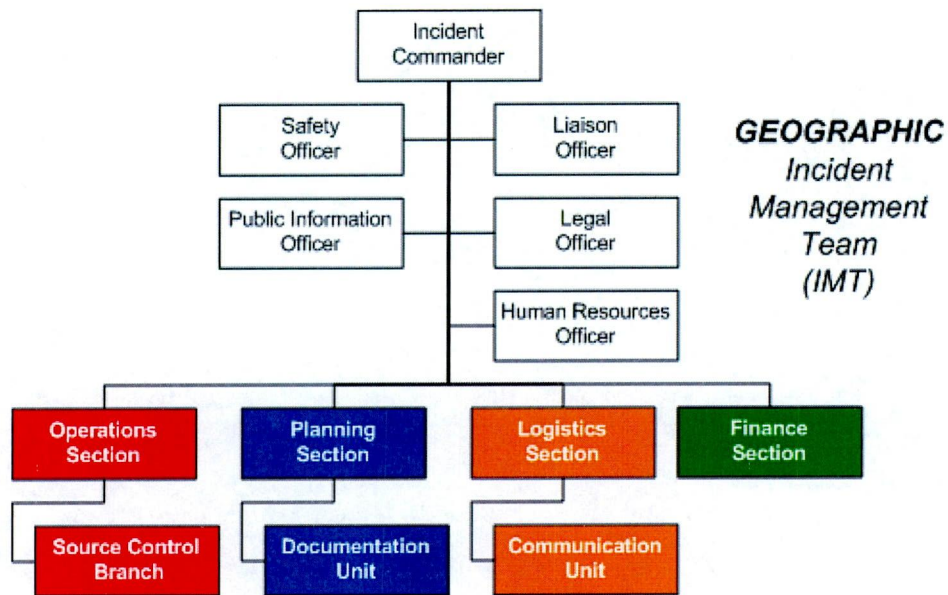 Incident
Commander
Safety
Officer
Liaison
Officer
GEOGRAPHIC
Incident
Management
Team
(IMT)
Public Information
Officer
Legal
Officer
Human Resources
Officer
Operations
Section
Planning
Section
Logistics
Section
Finance
Section
Source Control
Branch
Documentation
Unit
Communication
Unit